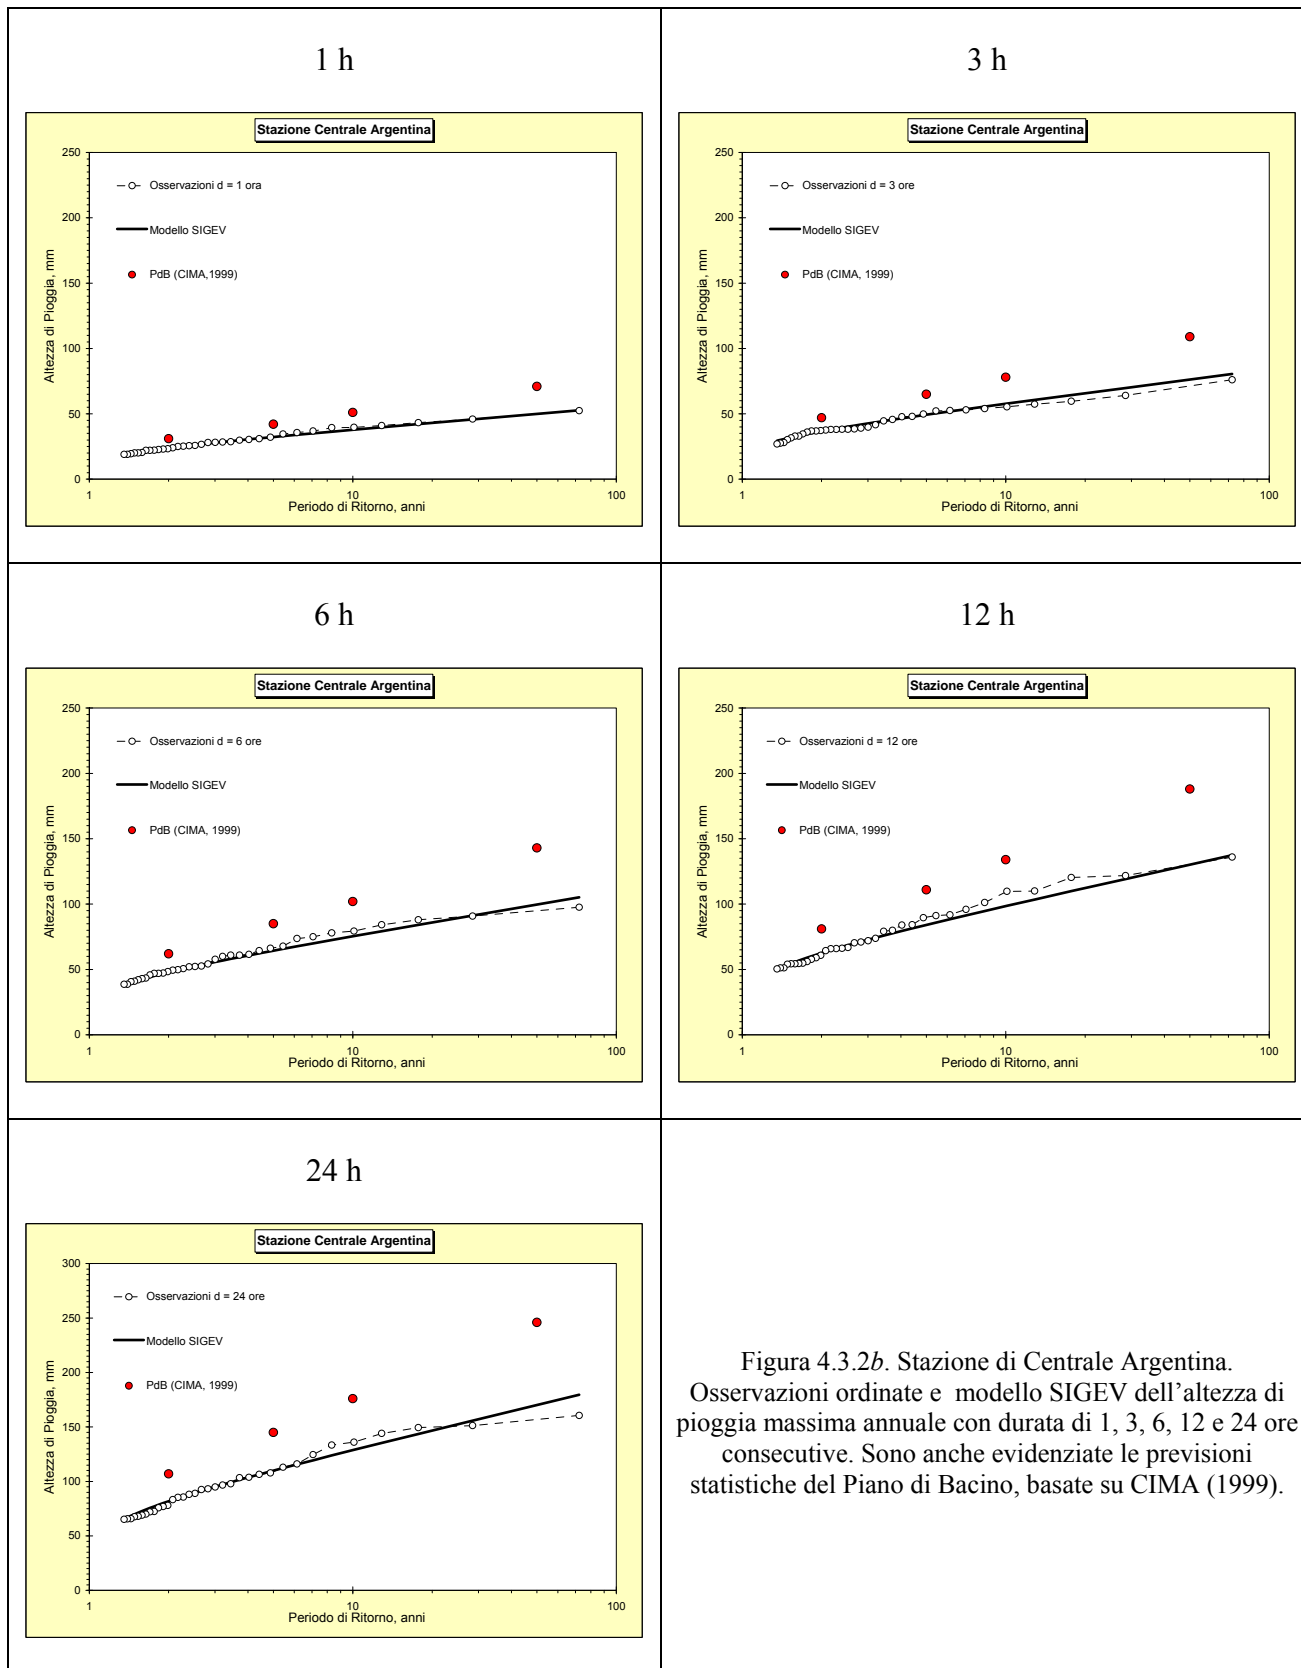 1 h
Stazione Centrale Argentina
250
200
150
100
50
0
Altezza di Pioggia, mm
Osservazioni d = 1 ora
Modello SIGEV
PdB (CIMA,1999)
1
10
100
Periodo di Ritorno, anni
3 h
Stazione Centrale Argentina
250
200
150
100
50
0
Altezza di Pioggia, mm
Osservazioni d = 3 ore
Modello SIGEV
PdB (CIMA, 1999)
1
10
100
Periodo di Ritorno, anni
6 h
Stazione Centrale Argentina
250
200
150
100
50
0
Altezza di Pioggia, mm
Osservazioni d = 6 ore
Modello SIGEV
PdB (CIMA, 1999)
1
10
100
Periodo di Ritorno, anni
12 h
Stazione Centrale Argentina
250
200
150
100
50
0
Altezza di Pioggia, mm
Osservazioni d = 12 ore
Modello SIGEV
PdB (CIMA, 1999)
1
10
100
Periodo di Ritorno, anni
24 h
Stazione Centrale Argentina
300
250
200
150
100
50
0
Altezza di Pioggia, mm
Osservazioni d = 24 ore
Modello SIGEV
PdB (CIMA, 1999)
1
10
100
Periodo di Ritorno, anni
Figura 4.3.2b. Stazione di Centrale Argentina.
Osservazioni ordinate e modello SIGEV dell'altezza di
pioggia massima annuale con durata di 1, 3, 6, 12 e 24 ore
consecutive. Sono anche evidenziate le previsioni
statistiche del Piano di Bacino, basate su CIMA (1999).